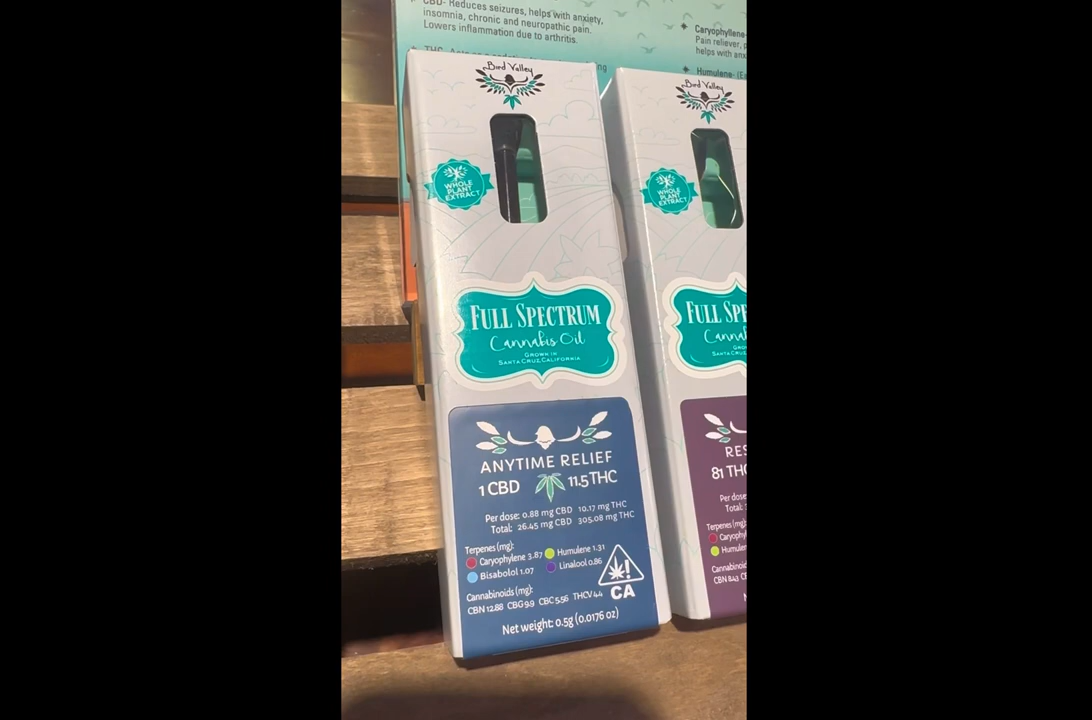 CBD- Reduces seizures, helps with anxiety,
insomnia, chronic and neuropathic pain.
Lowers inflammation due to arthritis.
Caryophyllene-
Pain reliever,
helps with
Humulene-
Bird Valley
WHOLE
PLANT
EXTRACT
FULL SPECTRUM
Cannabis Oil
GROWN IN
SANTA CRUZ, CALIFORNIA
ANYTIME RELIEF
1 CBD 11.5 THC
Per dose: 0.88 mg CBD 10.17 mg THC
Total: 26.45 mg CBD 305.08 mg THC
Terpenes (mg):
Caryophylene 3.87 Humulene 1.31
Bisabolol 1.07 Linalool 0.86
Cannabinoids (mg):
CBN 12.88 CBG 9.9 CBC 5.56 THCV 4.4
CA
Net weight: 0.5g (0.0176 oz)
Bird Valley
WHOLE
PLANT
EXTRACT
FULL SPE
Canna
GRO
SANTA C
RES
81 THC
Per dose
Total:
Terpenes (mg)
Caryophy
Humulen
Cannabinoid
CBN 8.43